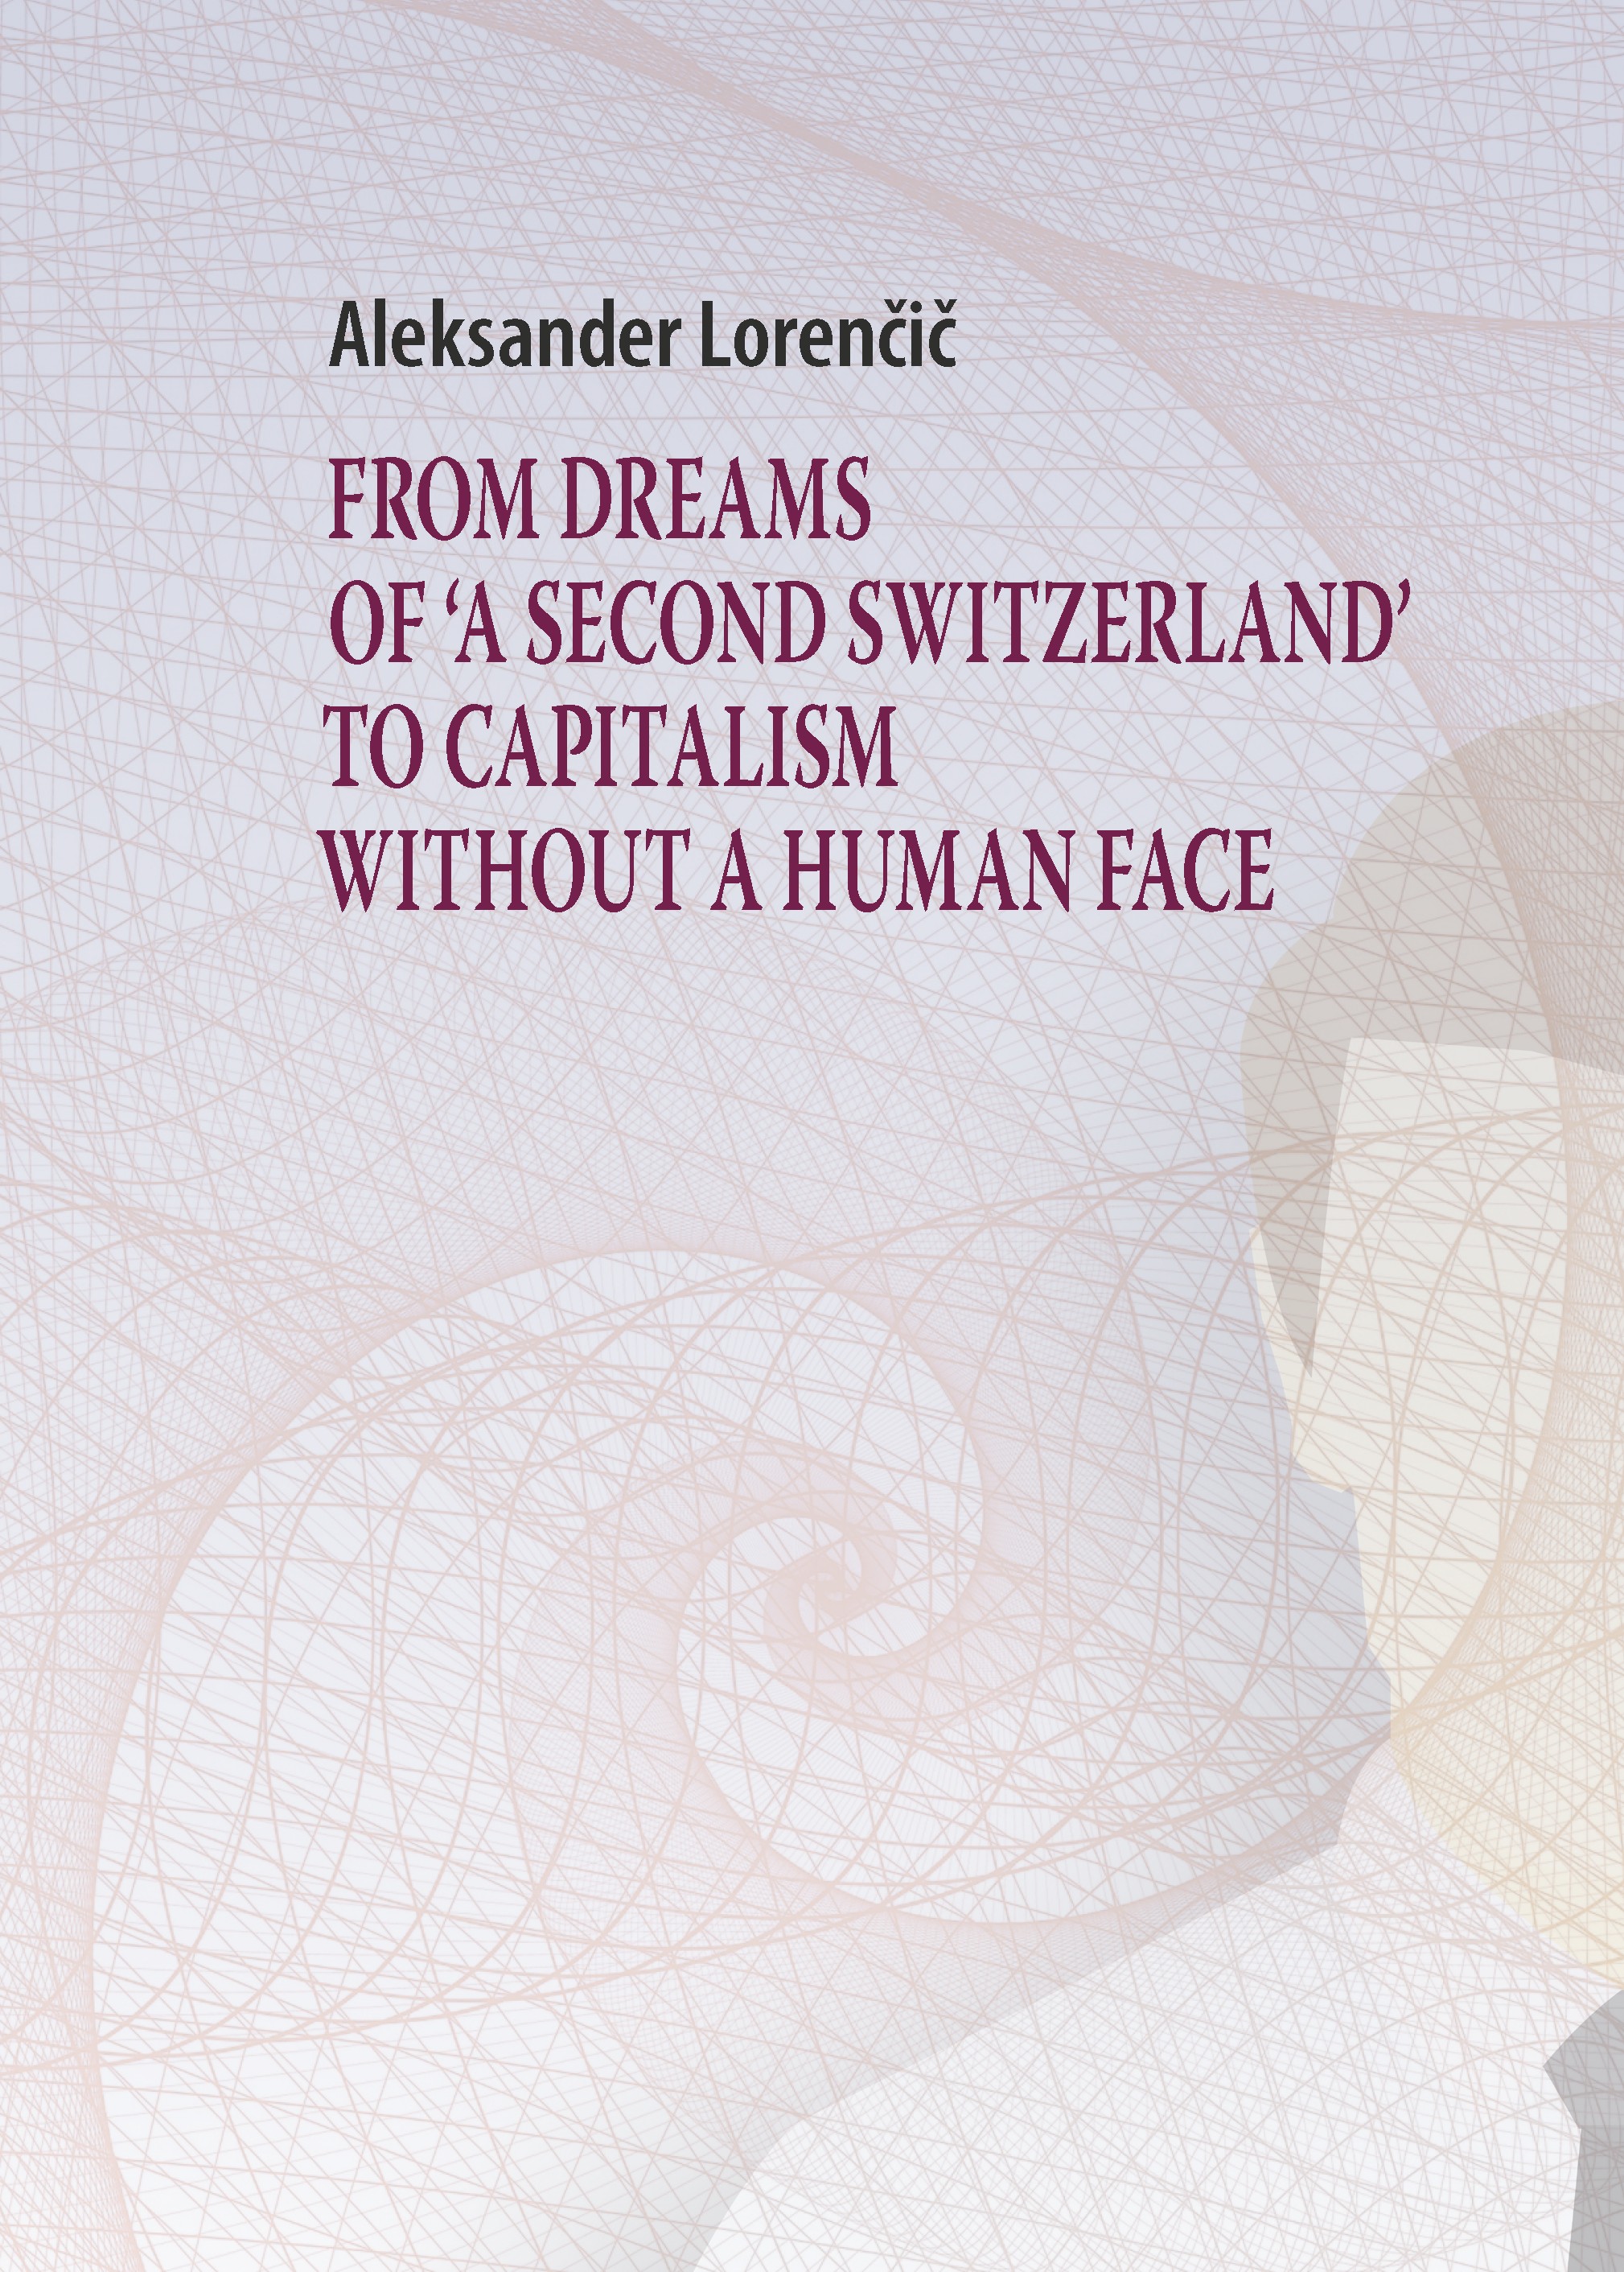 Aleksander Lorenčič
FROM DREAMS
OF ‘A SECOND SWITZERLAND’
TO CAPITALISM
WITHOUT A HUMAN FACE